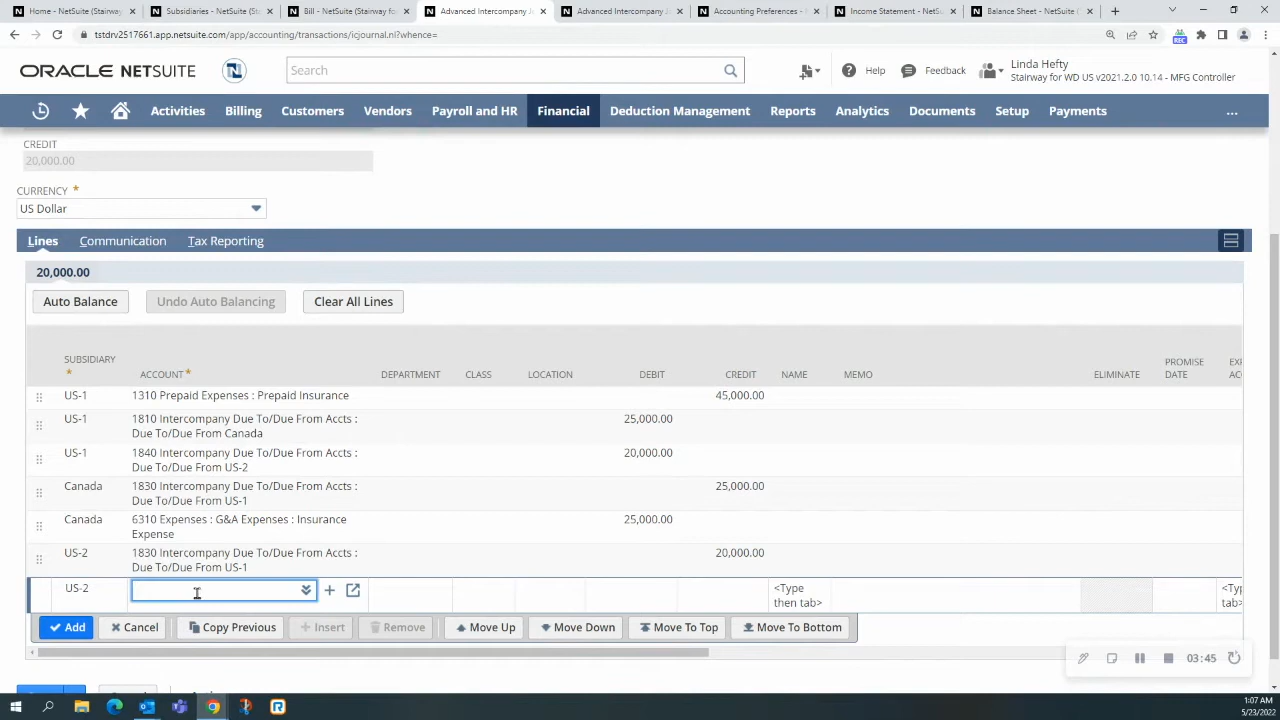 Home - NetSuite (Stairway for WD
Subsidiaries - NetSuite (St
Bill - NetSuite (Stairway for
Advanced Intercompany J
Advanced Intercompany J
Accounting Preferences -
Income Statement - NetSu
Balance Sheet - NetSuite (
tstdrv2517661.app.netsuite.com/app/accounting/transactions/icjournal.nl?whence=
REC
ORACLE NETSUITE
N
Search
Help
Feedback
Linda Hefty
Stairway for WD US v2021.2.0 10.14 - MFG Controller
Activities
Billing
Customers
Vendors
Payroll and HR
Financial
Deduction Management
Reports
Analytics
Documents
Setup
Payments
...
CREDIT
20,000.00
CURRENCY *
US Dollar
Lines
Communication
Tax Reporting
20,000.00
Auto Balance
Undo Auto Balancing
Clear All Lines
SUBSIDIARY *
ACCOUNT *
DEPARTMENT
CLASS
LOCATION
DEBIT
CREDIT
NAME
MEMO
ELIMINATE
PROMISE DATE
US-1 1310 Prepaid Expenses : Prepaid Insurance 45,000.00
US-1 1810 Intercompany Due To/Due From Accts : 25,000.00
Due To/Due From Canada
US-1 1840 Intercompany Due To/Due From Accts : 20,000.00
Due To/Due From US-2
Canada 1830 Intercompany Due To/Due From Accts : 25,000.00
Due To/Due From US-1
Canada 6310 Expenses : G&A Expenses : Insurance 25,000.00
Expense
US-2 1830 Intercompany Due To/Due From Accts : 20,000.00
Due To/Due From US-1
US-2 <Type
then tab>
<Ty
tab>
Add
Cancel
Copy Previous
Insert
Remove
Move Up
Move Down
Move To Top
Move To Bottom
03:45
1:07 AM
5/23/2022